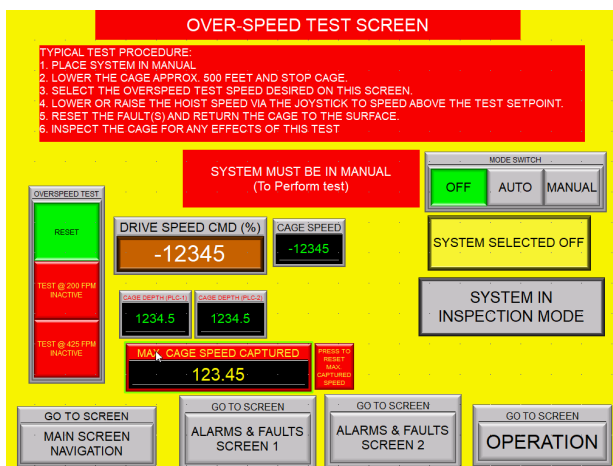 OVER-SPEED TEST SCREEN
TYPICAL TEST PROCEDURE:
1. PLACE SYSTEM IN MANUAL
2. LOWER THE CAGE APPROX. 500 FEET AND STOP CAGE.
3. SELECT THE OVERSPEED TEST SPEED DESIRED ON THIS SCREEN.
4. LOWER OR RAISE THE HOIST SPEED VIA THE JOYSTICK TO SPEED ABOVE THE TEST SETPOINT.
5. RESET THE FAULT(S) AND RETURN THE CAGE TO THE SURFACE.
6. INSPECT THE CAGE FOR ANY EFFECTS OF THIS TEST
SYSTEM MUST BE IN MANUAL
(To Perform test)
MODE SWITCH
OFF AUTO MANUAL
OVERSPEED TEST
RESET
TEST @ 200 FPM
INACTIVE
TEST @ 425 FPM
INACTIVE
DRIVE SPEED CMD (%)
-12345
CAGE SPEED
-12345
SYSTEM SELECTED OFF
CAGE DEPTH (PLC-1)
1234.5
CAGE DEPTH (PLC-2)
1234.5
SYSTEM IN
INSPECTION MODE
MAX. CAGE SPEED CAPTURED
123.45
PRESS TO
RESET
MAX.
CAPTURED
SPEED
GO TO SCREEN
MAIN SCREEN
NAVIGATION
GO TO SCREEN
ALARMS & FAULTS
SCREEN 1
GO TO SCREEN
ALARMS & FAULTS
SCREEN 2
GO TO SCREEN
OPERATION